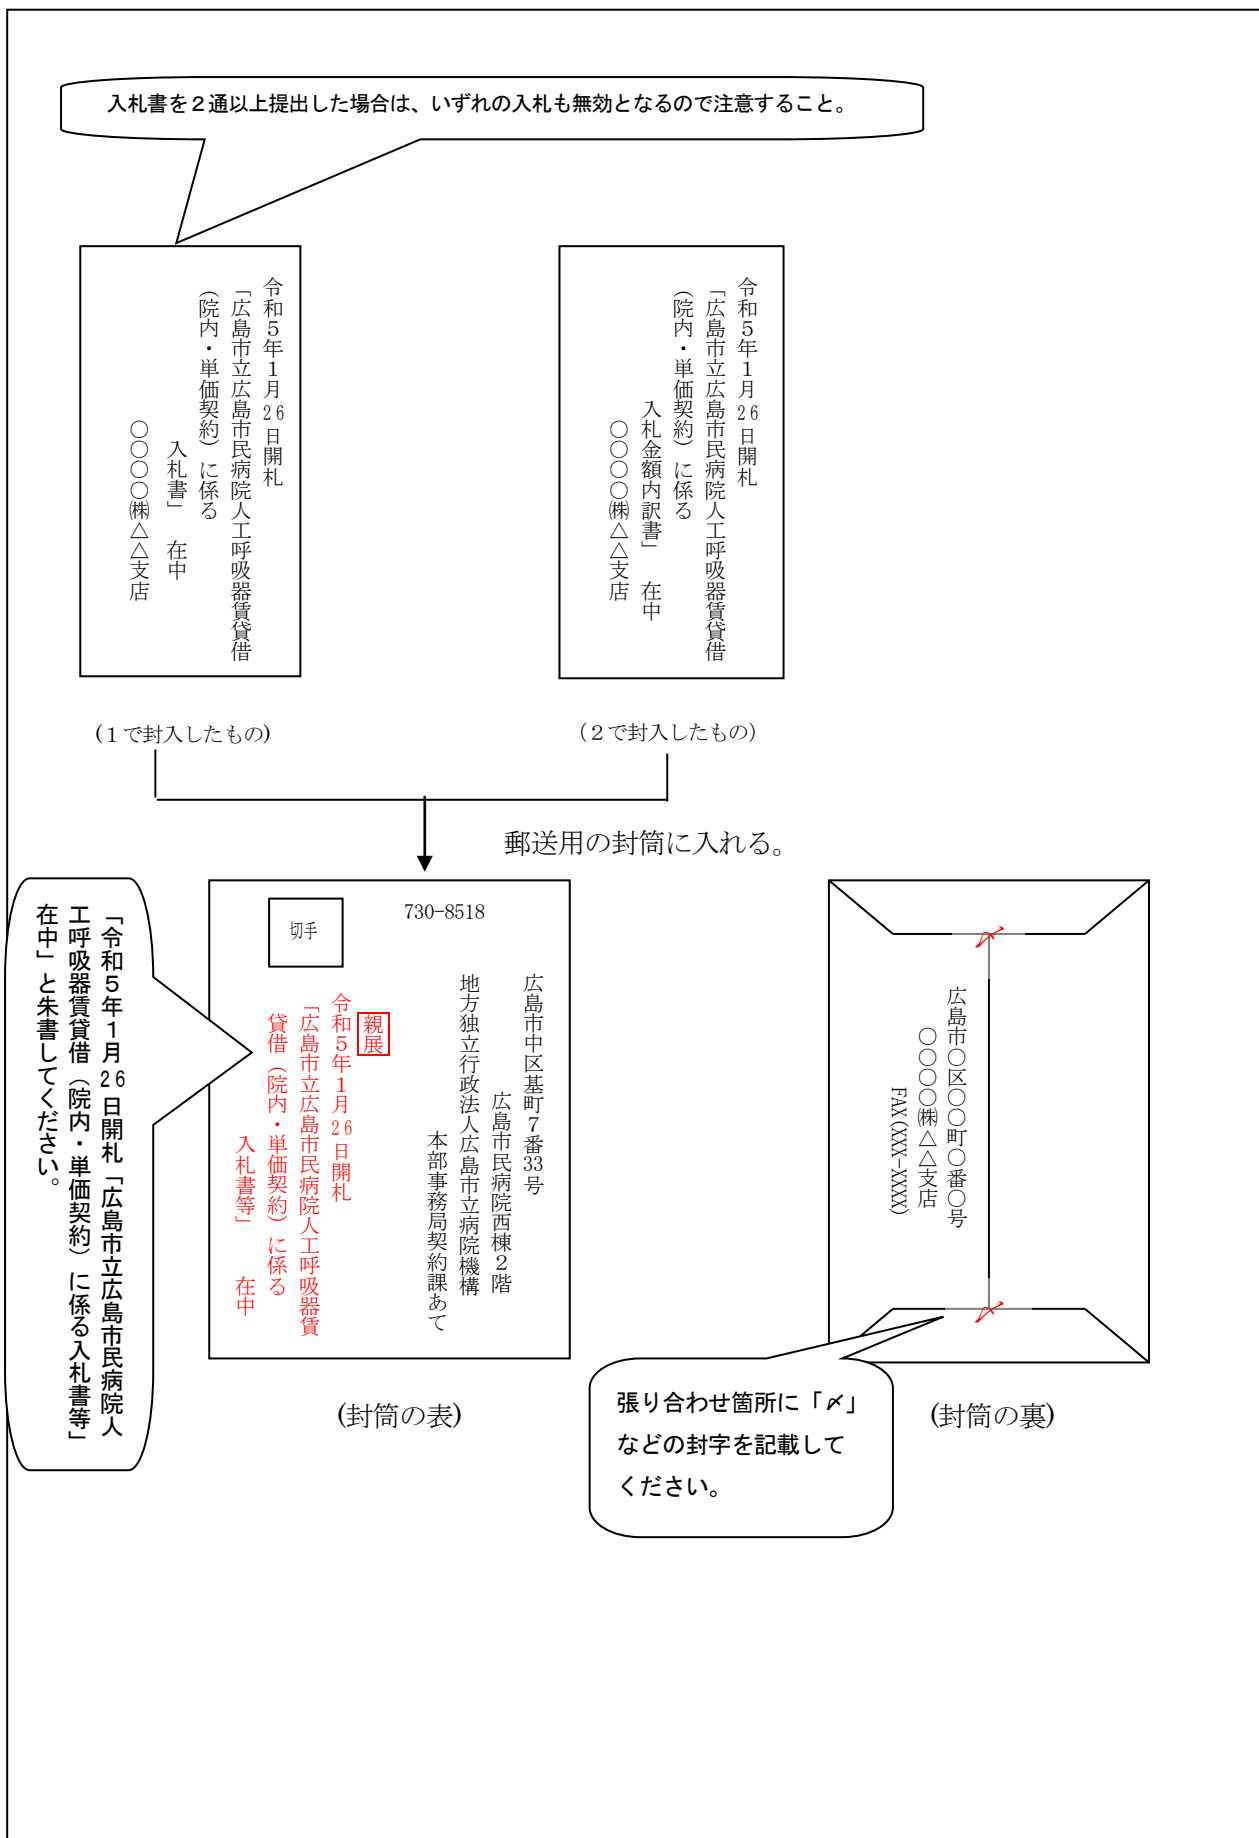 入札書を２通以上提出した場合は、いずれの入札も無効となるので注意すること。
令和５年１月26日開札
「広島市立広島市民病院人工呼吸器賃貸借
（院内・単価契約）に係る
入札書」　在中
○○○○㈱△△支店
令和５年１月26日開札
「広島市立広島市民病院人工呼吸器賃貸借
（院内・単価契約）に係る
入札金額内訳書」　在中
○○○○㈱△△支店
(１で封入したもの)
（２で封入したもの）
郵送用の封筒に入れる。
「令和５年１月26日開札「広島市立広島市民病院人
工呼吸器賃貸借（院内・単価契約）に係る入札書等」
在中」と朱書してください。
切手
730-8518
広島市中区基町７番33号
広島市民病院西棟２階
地方独立行政法人広島市立病院機構
本部事務局契約課あて
親展
令和５年１月26日開札
「広島市立広島市民病院人工呼吸器賃
貸借（院内・単価契約）に係る
入札書等」　在中
〆
広島市○区○○町○番○号
○○○○㈱△△支店
FAX(XXX-XXXX)
〆
(封筒の表)
張り合わせ箇所に「〆」
などの封字を記載して
ください。
(封筒の裏)